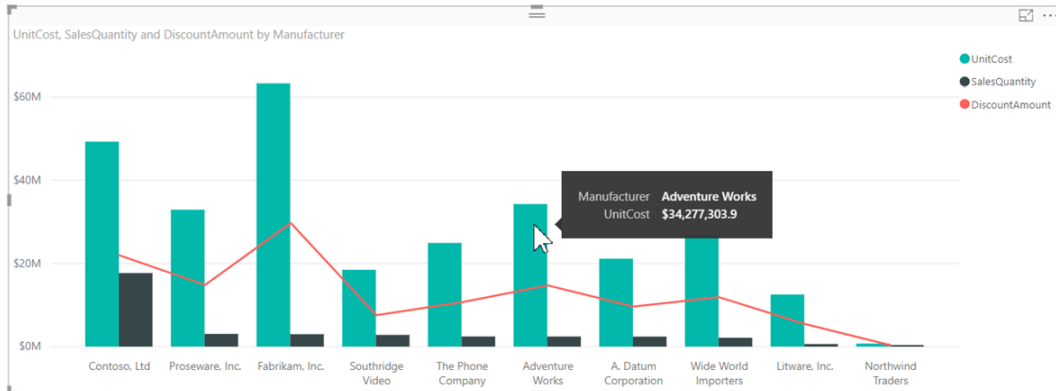 UnitCost, SalesQuantity and DiscountAmount by Manufacturer
UnitCost
SalesQuantity
DiscountAmount
$60M
$40M
$20M
$0M
Manufacturer Adventure Works
UnitCost $34,277,303.9
Contoso, Ltd
Proseware, Inc.
Fabrikam, Inc.
Southridge
Video
The Phone
Company
Adventure
Works
A. Datum
Corporation
Wide World
Importers
Litware, Inc.
Northwind
Traders